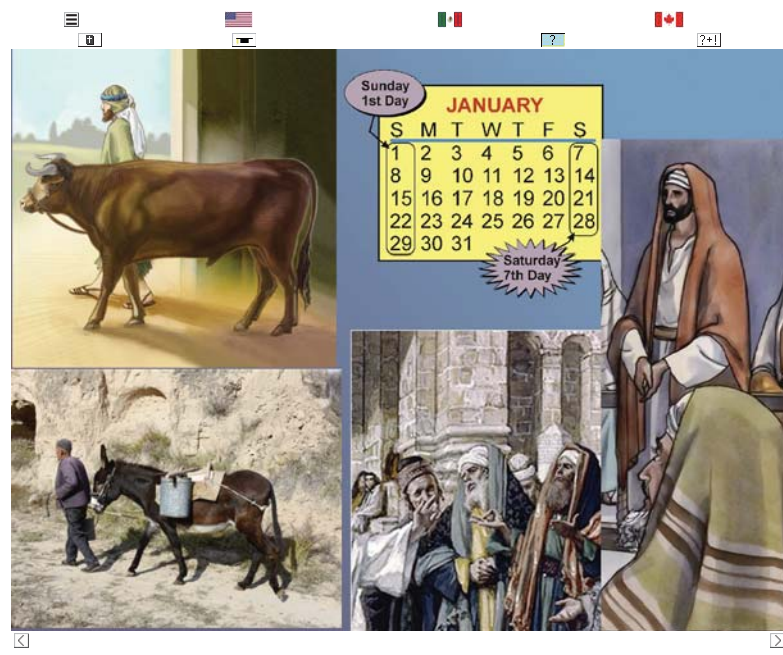 ?
?+!
Sunday
1st Day
JANUARY
S M T W T F S
1 2 3 4 5 6 7
8 9 10 11 12 13 14
15 16 17 18 19 20 21
22 23 24 25 26 27 28
29 30 31
Saturday
7th Day